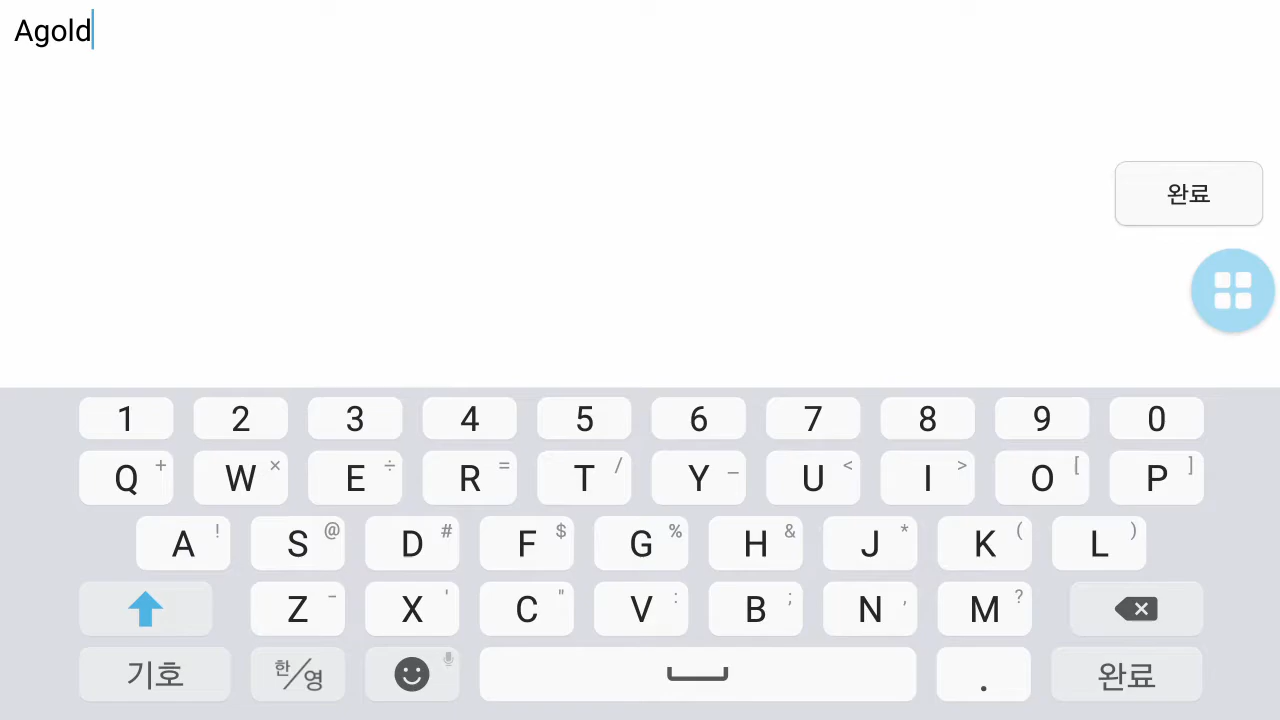 Agold
완료
1 2 3 4 5 6 7 8 9 0
Q + W × E ÷ R = T / Y _ U < I > O [ P ]
A ! S @ D # F $ G % H & J * K ( L )
Z - X ' C " V : B ; N , M ?
기호 한/영 . 완료